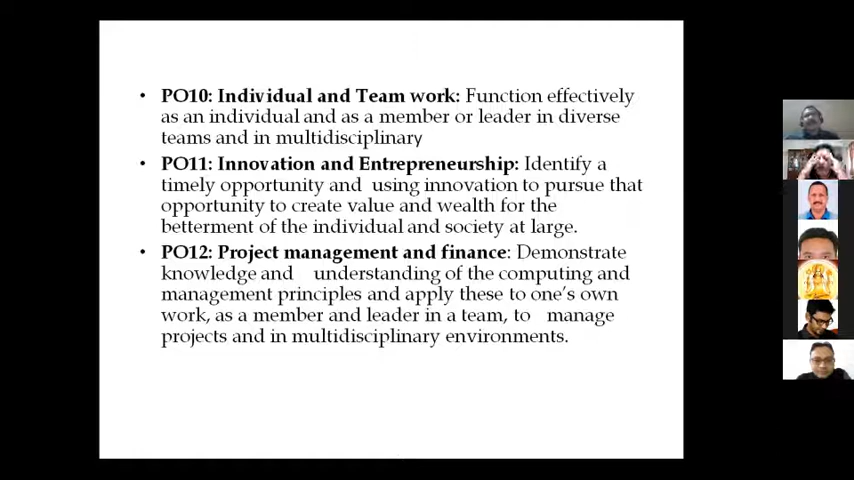 • PO10: Individual and Team work: Function effectively
as an individual and as a member or leader in diverse
teams and in multidisciplinary
• PO11: Innovation and Entrepreneurship: Identify a
timely opportunity and using innovation to pursue that
opportunity to create value and wealth for the
betterment of the individual and society at large.
• PO12: Project management and finance: Demonstrate
knowledge and understanding of the computing and
management principles and apply these to one's own
work, as a member and leader in a team, to manage
projects and in multidisciplinary environments.